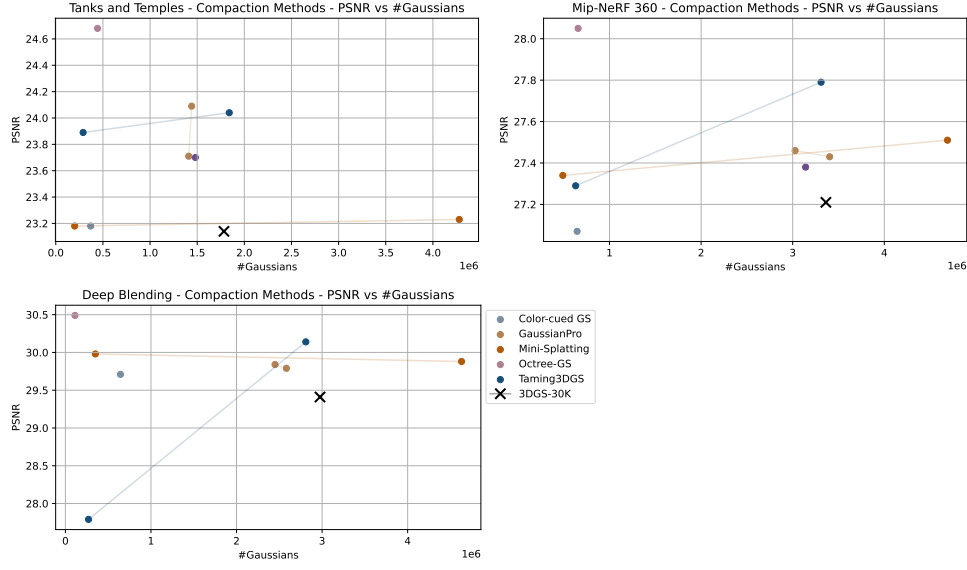 Tanks and Temples - Compaction Methods - PSNR vs #Gaussians
24.6
24.4
24.2
24.0
23.8
23.6
23.4
23.2
PSNR
0.0 0.5 1.0 1.5 2.0 2.5 3.0 3.5 4.0
1e6
#Gaussians
Mip-NeRF 360 - Compaction Methods - PSNR vs #Gaussians
28.0
27.8
27.6
27.4
27.2
PSNR
1 2 3 4
1e6
#Gaussians
Deep Blending - Compaction Methods - PSNR vs #Gaussians
30.5
30.0
29.5
29.0
28.5
28.0
PSNR
0 1 2 3 4
1e6
#Gaussians
Color-cued GS
GaussianPro
Mini-Splatting
Octree-GS
Taming3DGS
3DGS-30K